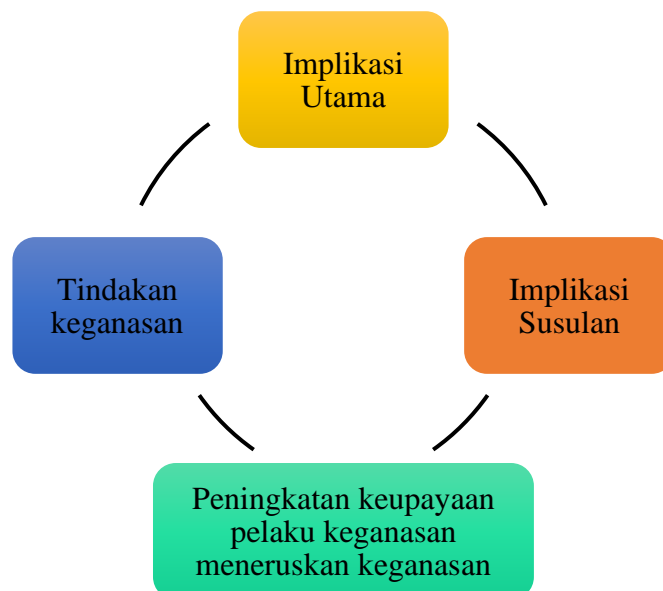 Implikasi
Utama
Tindakan
keganasan
Implikasi
Susulan
Peningkatan keupayaan
pelaku keganasan
meneruskan keganasan